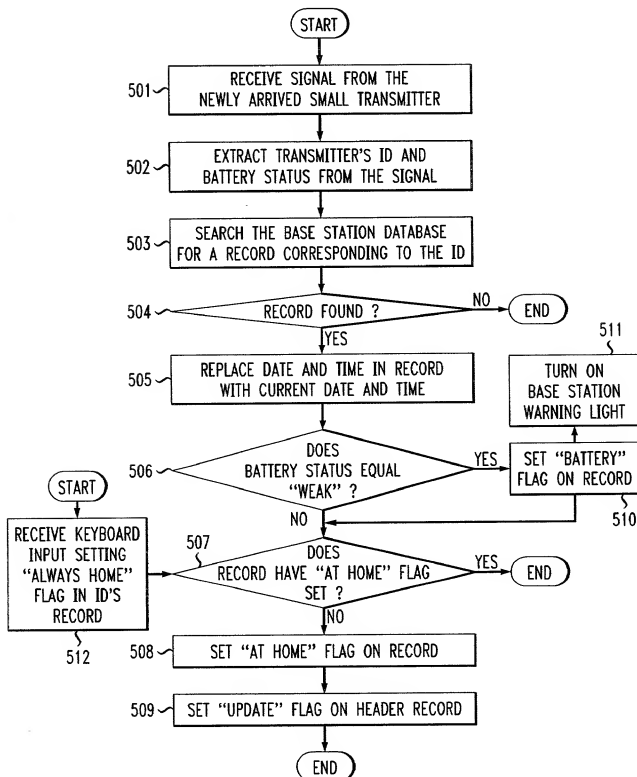 START
501
RECEIVE SIGNAL FROM THE
NEWLY ARRIVED SMALL TRANSMITTER
502
EXTRACT TRANSMITTER'S ID AND
BATTERY STATUS FROM THE SIGNAL
503
SEARCH THE BASE STATION DATABASE
FOR A RECORD CORRESPONDING TO THE ID
504
RECORD FOUND ?
NO
END
YES
505
REPLACE DATE AND TIME IN RECORD
WITH CURRENT DATE AND TIME
511
TURN ON
BASE STATION
WARNING LIGHT
506
DOES
BATTERY STATUS EQUAL
"WEAK" ?
YES
SET "BATTERY"
FLAG ON RECORD
510
NO
START
RECEIVE KEYBOARD
INPUT SETTING
"ALWAYS HOME"
FLAG IN ID'S
RECORD
512
507
DOES
RECORD HAVE "AT HOME" FLAG
SET ?
YES
END
NO
508
SET "AT HOME" FLAG ON RECORD
509
SET "UPDATE" FLAG ON HEADER RECORD
END